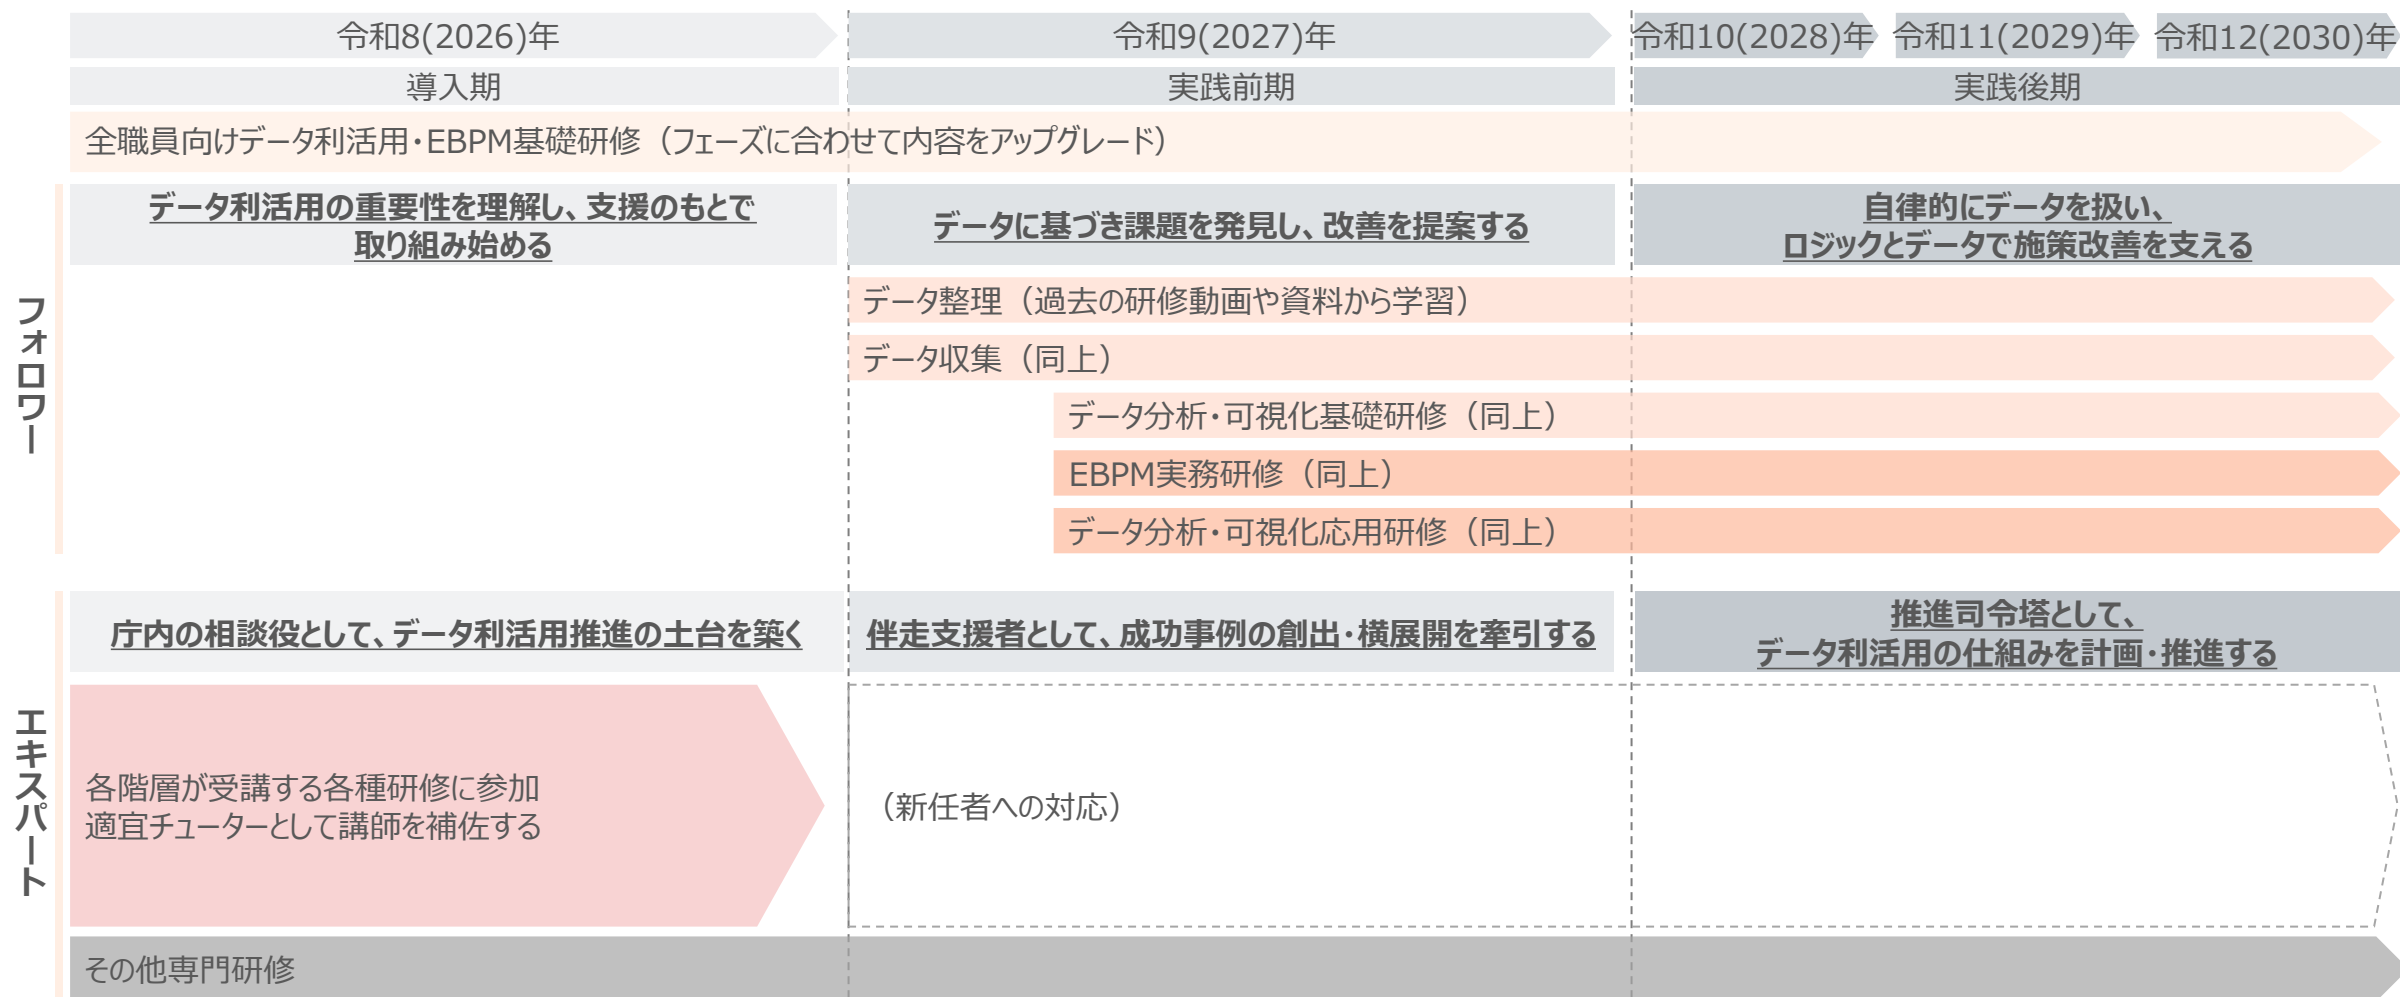 令和8(2026)年
令和9(2027)年
令和10(2028)年
令和11(2029)年
令和12(2030)年
導入期
実践前期
実践後期
全職員向けデータ利活用・EBPM基礎研修（フェーズに合わせて内容をアップグレード）
フォロワー
データ利活用の重要性を理解し、支援のもとで
取り組み始める
データに基づき課題を発見し、改善を提案する
自律的にデータを扱い、
ロジックとデータで施策改善を支える
データ整理（過去の研修動画や資料から学習）
データ収集（同上）
データ分析・可視化基礎研修（同上）
EBPM実務研修（同上）
データ分析・可視化応用研修（同上）
エキスパート
庁内の相談役として、データ利活用推進の土台を築く
伴走支援者として、成功事例の創出・横展開を牽引する
推進司令塔として、
データ利活用の仕組みを計画・推進する
各階層が受講する各種研修に参加
適宜チューターとして講師を補佐する
（新任者への対応）
その他専門研修